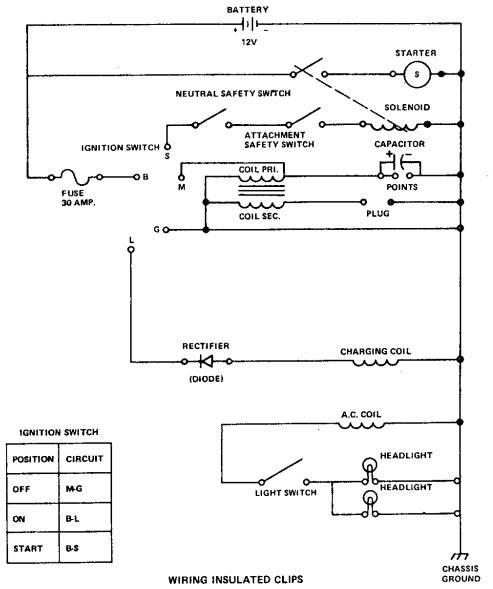 BATTERY
+ −
12V
STARTER
S
NEUTRAL SAFETY SWITCH
SOLENOID
IGNITION SWITCH
S
ATTACHMENT
SAFETY SWITCH
CAPACITOR
+ −
B
M
COIL PRI.
POINTS
FUSE
30 AMP.
COIL SEC.
PLUG
G
L
RECTIFIER
(DIODE)
CHARGING COIL
A.C. COIL
IGNITION SWITCH
POSITION CIRCUIT
OFF M-G
ON B-L
START B-S
HEADLIGHT
LIGHT SWITCH
HEADLIGHT
CHASSIS
GROUND
WIRING INSULATED CLIPS